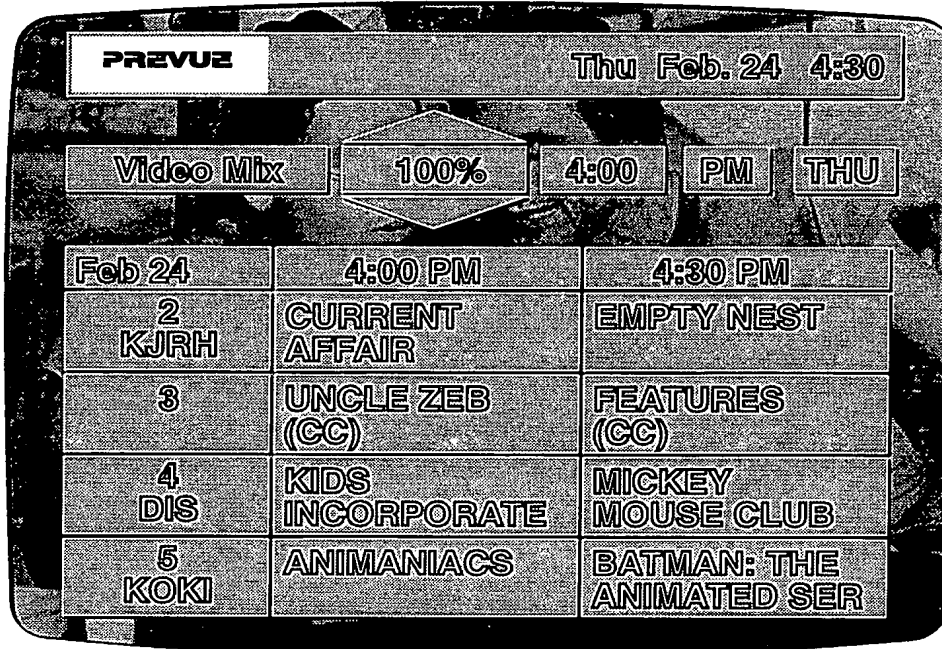 PREVUE Thu Feb. 24 4:30
Video Mix 100% 4:00 PM THU
Feb 24 4:00 PM 4:30 PM
2
KJRH
CURRENT
AFFAIR
EMPTY NEST
3
UNCLE ZEB
(CC)
FEATURES
(CC)
4
DIS
KIDS
INCORPORATE
MICKEY
MOUSE CLUB
5
KOKI
ANIMANIACS
BATMAN: THE
ANIMATED SER